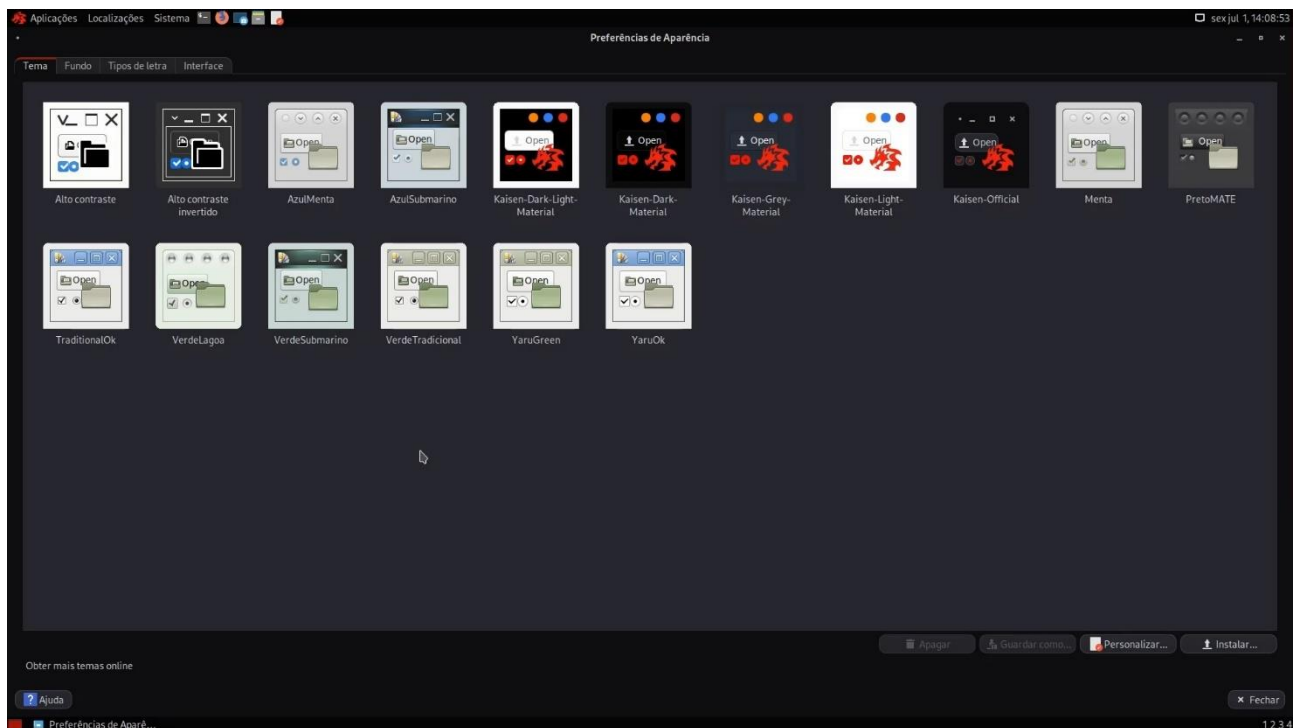 Aplicações Localizações Sistema
sex jul 1, 14:08:53
Preferências de Aparência
Tema Fundo Tipos de letra Interface
Open Open Open Open Open Open Open Open Open
Alto contraste
Alto contraste
invertido
AzulMenta
AzulSubmarino
Kaisen-Dark-Light-
Material
Kaisen-Dark-
Material
Kaisen-Grey-
Material
Kaisen-Light-
Material
Kaisen-Official
Menta
PretoMATE
Open Open Open Open Open Open
TraditionalOk
VerdeLagoa
VerdeSubmarino
VerdeTradicional
YaruGreen
YaruOk
Apagar
Guardar como...
Personalizar...
Instalar...
Obter mais temas online
Ajuda
Fechar
Preferências de Aparê...
1 2 3 4